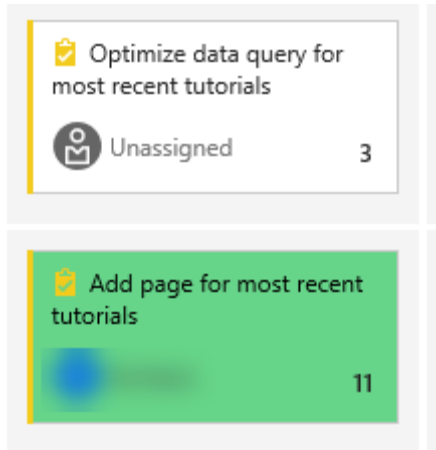 Optimize data query for
most recent tutorials
Unassigned
3
Add page for most recent
tutorials
11